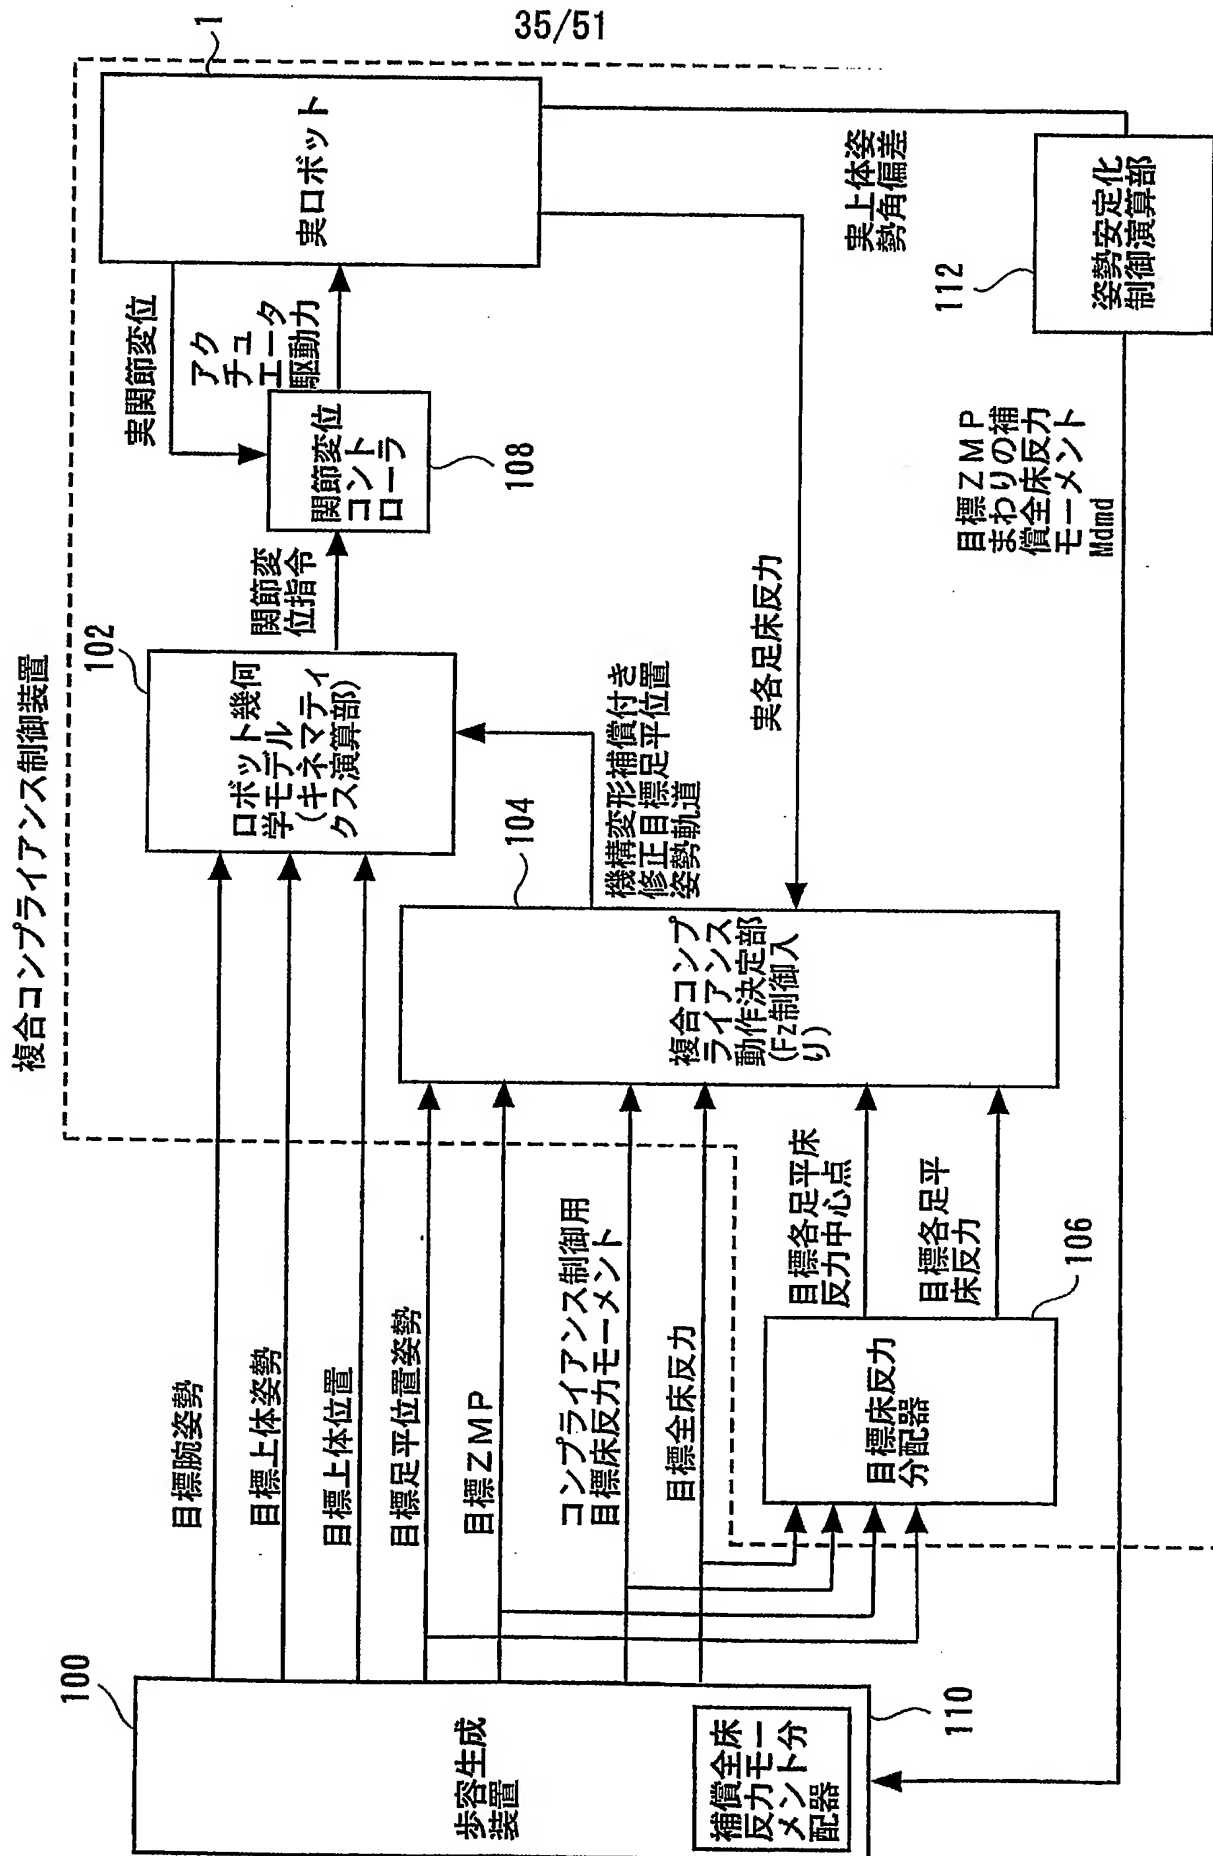 35/51
複合コンプライアンス制御装置
100
歩容生成
装置
補償全床
反力モー
メント分
配器
110
目標腕姿勢
目標上体姿勢
目標上体位置
目標足平位置姿勢
目標ZMP
コンプライアンス制御用
目標床反力モーメント
目標全床反力
目標床反力
分配器
106
目標各足平床
反力中心点
目標各足平
床反力
102
ロボット幾何
学モデル
(キネマティ
クス演算部)
104
複合コンプ
ライアンス
動作決定部
(Fz制御入
り)
機構変形補償付き
修正目標足平位置
姿勢軌道
関節変
位指令
関節変位
コント
ローラ
108
実関節変位
アク
チュ
エータ
駆動力
実ロボット
1
実各足床反力
実上体姿
勢角偏差
112
姿勢安定化
制御演算部
目標ZMP
まわりの補
償全床反力
モーメント
Mdmd